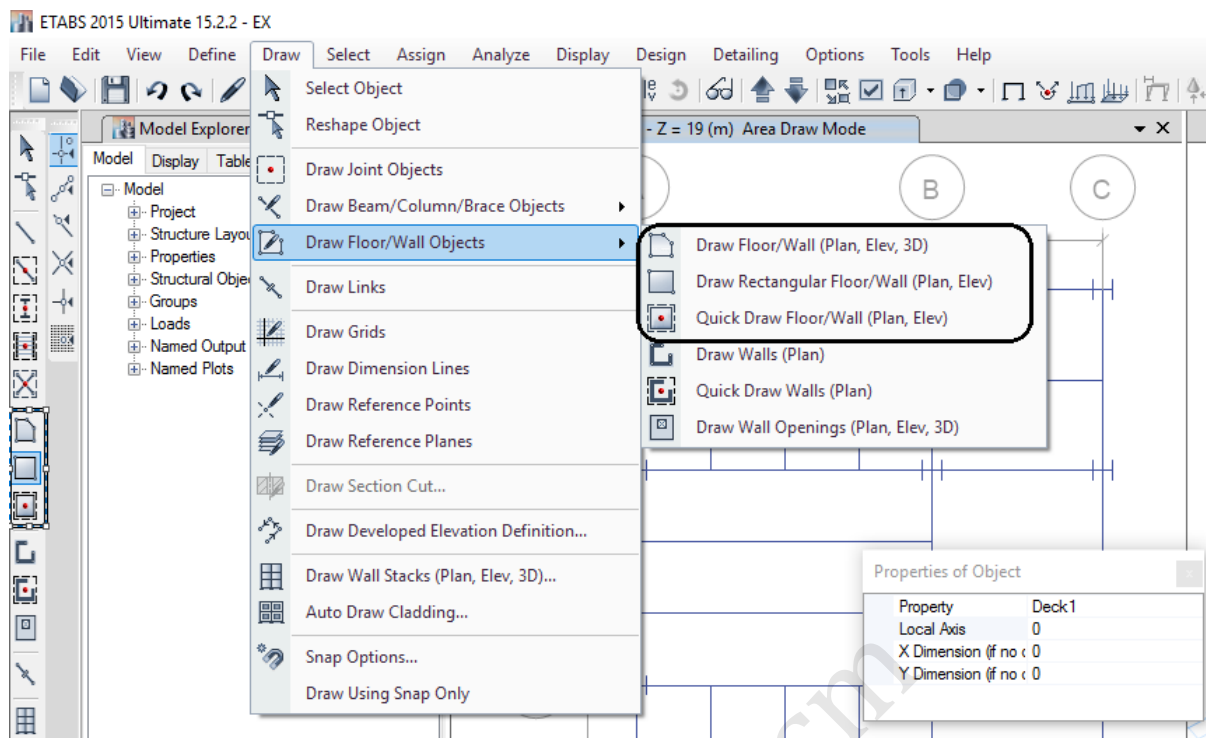 ETABS 2015 Ultimate 15.2.2 - EX
File Edit View Define Draw Select Assign Analyze Display Design Detailing Options Tools Help
Model Explorer
- Z = 19 (m) Area Draw Mode
Model Display Table
Model
Project
Structure Layou
Properties
Structural Obje
Groups
Loads
Named Output
Named Plots
Select Object
Reshape Object
Draw Joint Objects
Draw Beam/Column/Brace Objects
Draw Floor/Wall Objects
Draw Links
Draw Grids
Draw Dimension Lines
Draw Reference Points
Draw Reference Planes
Draw Section Cut...
Draw Developed Elevation Definition...
Draw Wall Stacks (Plan, Elev, 3D)...
Auto Draw Cladding...
Snap Options...
Draw Using Snap Only
Draw Floor/Wall (Plan, Elev, 3D)
Draw Rectangular Floor/Wall (Plan, Elev)
Quick Draw Floor/Wall (Plan, Elev)
Draw Walls (Plan)
Quick Draw Walls (Plan)
Draw Wall Openings (Plan, Elev, 3D)
B C
Properties of Object
Property Deck1
Local Axis 0
X Dimension (if no 0
Y Dimension (if no 0